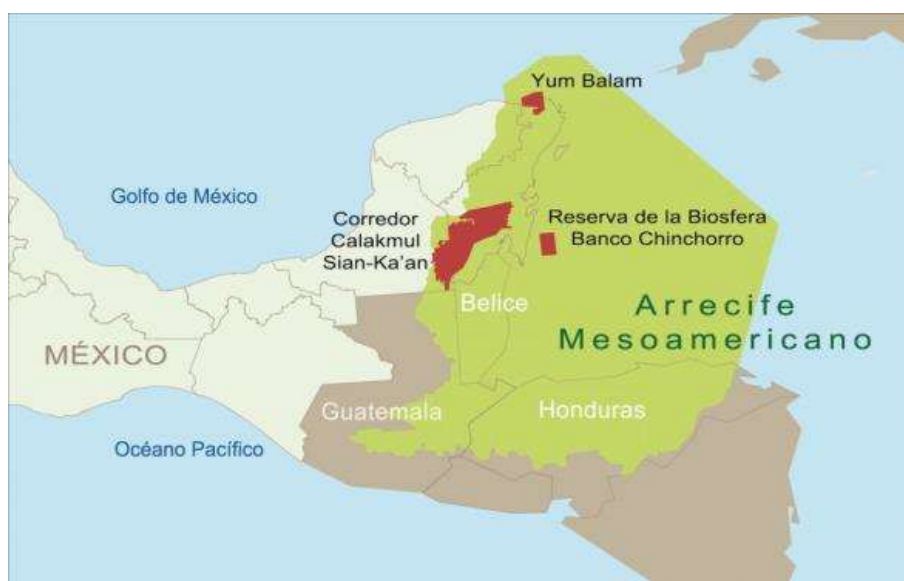 Yum Balam
Golfo de México
Corredor
Calakmul
Sian-Ka'an
Reserva de la Biosfera
Banco Chinchorro
Belice
Arrecife
Mesoamericano
MÉXICO
Guatemala
Honduras
Océano Pacífico